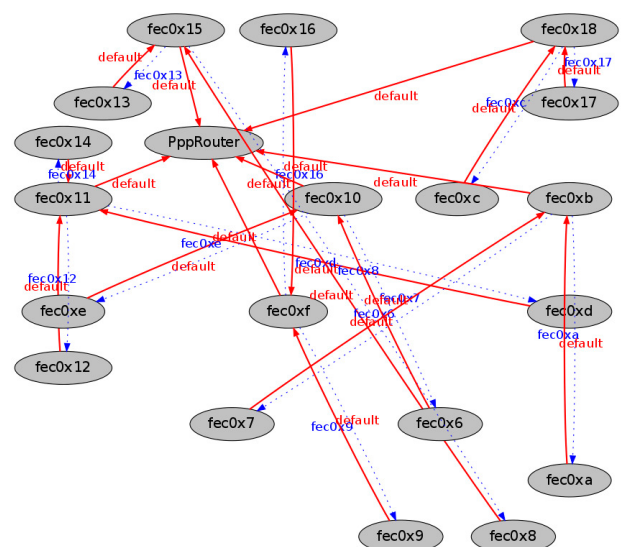 fec0x15
fec0x16
fec0x18
default
fec0x13
default
fec0x17
default
fec0x13
default
fec0xc
default
fec0x17
fec0x14
PppRouter
default
fec0x14
default
default
fec0x16
default
default
fec0x11
fec0x10
fec0xc
fec0xb
fec0xe
default
fec0xd
default
fec0x8
fec0x12
default
default
fec0x7
default
fec0xe
fec0xf
fec0x6
default
fec0xd
fec0xa
default
fec0x12
fec0x7
fec0x9
default
fec0x6
fec0xa
fec0x9
fec0x8